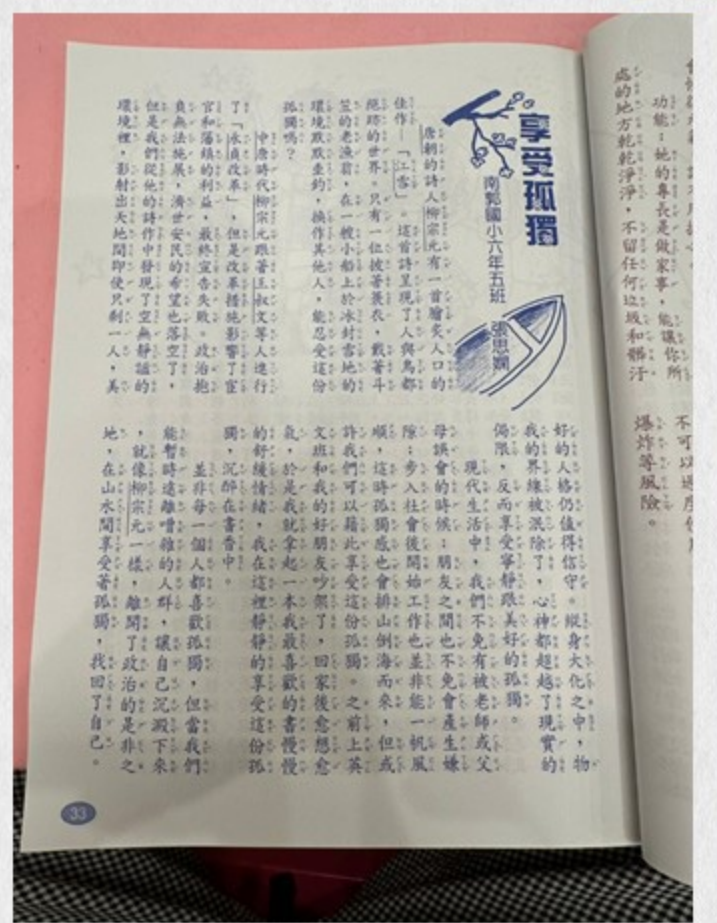 享受孤獨
南郭國小六年五班 張思嫻
唐朝的詩人柳宗元有一首膾炙人口的
佳作—「江雪」。這首詩呈現了人與鳥都
絕跡的世界。只有一位披著蓑衣,戴著斗
笠的老漁翁,在一艘小船上於冰封雪地的
環境默默垂釣,換作其他人,能忍受這份
孤獨嗎?
中唐時代柳宗元跟著王叔文等人進行
了「永貞改革」,但是改革措施影響了宦
官和藩鎮的利益,最終宣告失敗。政治抱
負無法施展,濟世安民的希望也落空了,
但是我們從他的詩作中發現了空無靜謐的
環境裡,影射出天地間即便只剩一人,美
好的人格仍值得信守。縱身大化之中,物
我的界線被泯除了,心神都超越了現實的
侷限,反而享受寧靜跟美好的孤獨。
現代生活中,我們不免有被老師或父
母誤會的時候;朋友之間也不免會產生嫌
隙;步入社會後開始工作也並非能一帆風
順,這時孤獨感也會排山倒海而來,但或
許我們可以藉此享受這份孤獨。之前上英
文班和我的好朋友吵架了,回家後愈想愈
氣,於是我就拿起一本我最喜歡的書慢慢
的舒緩情緒,我在這裡靜靜的享受這份孤
獨,沉醉在書香中。
並非每一個人都喜歡孤獨,但當我們
能暫時遠離嘈雜的人群,讓自己沉澱下來
,就像柳宗元一樣,離開了政治的是非之
地,在山水間享受著孤獨,找回了自己。
33
功能:她的專長是做家事,能讓你所
處的地方乾乾淨淨,不留任何垃圾和髒汙
爆炸等風險。